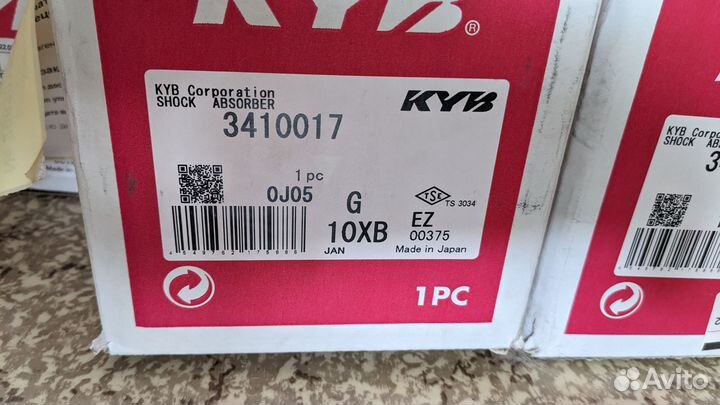 KYB®
KYB Corporation
SHOCK ABSORBER
KYB
3410017
1 pc
0J05
G
TSE
TS 3034
10XB
EZ
00375
JAN
Made in Japan
1PC
KYB Corpo
SHOCK AB
Avito